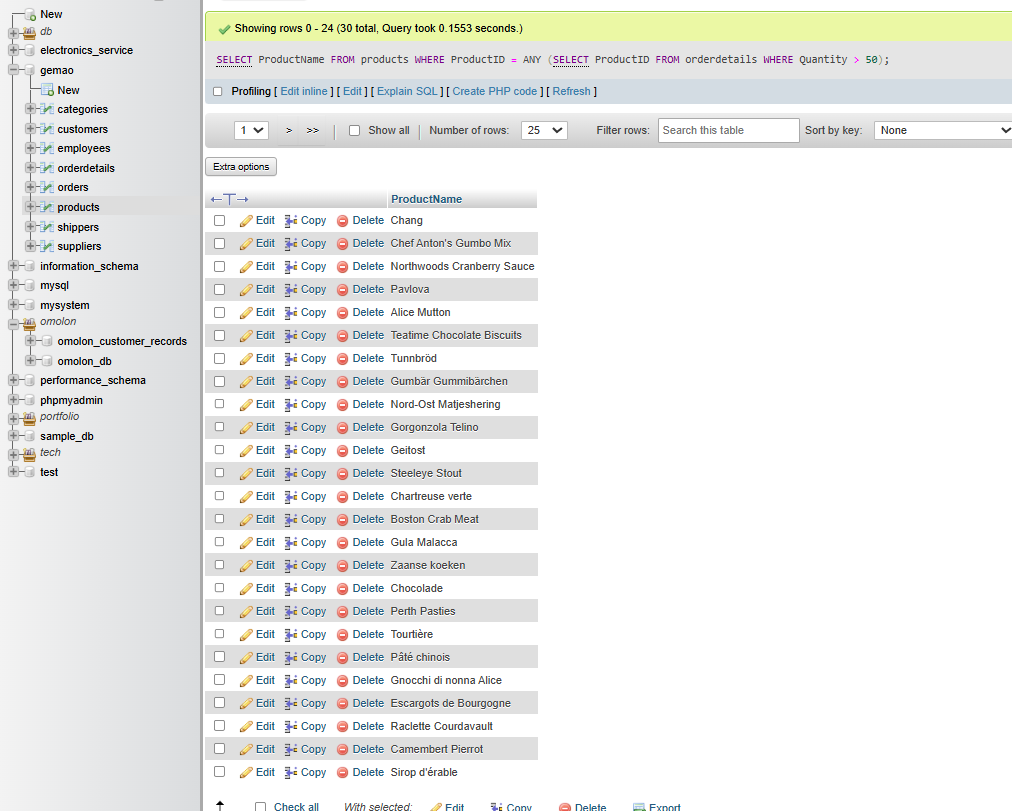 New
db
electronics_service
gemao
New
categories
customers
employees
orderdetails
orders
products
shippers
suppliers
information_schema
mysql
mysystem
omolon
omolon_customer_records
omolon_db
performance_schema
phpmyadmin
portfolio
sample_db
tech
test
Showing rows 0 - 24 (30 total, Query took 0.1553 seconds.)
SELECT ProductName FROM products WHERE ProductID = ANY (SELECT ProductID FROM orderdetails WHERE Quantity > 50);
Profiling [ Edit inline ] [ Edit ] [ Explain SQL ] [ Create PHP code ] [ Refresh ]
1 > >> | Show all | Number of rows: 25 Filter rows: Search this table Sort by key: None
Extra options
←T→ ProductName
Edit Copy Delete Chang
Edit Copy Delete Chef Anton's Gumbo Mix
Edit Copy Delete Northwoods Cranberry Sauce
Edit Copy Delete Pavlova
Edit Copy Delete Alice Mutton
Edit Copy Delete Teatime Chocolate Biscuits
Edit Copy Delete Tunnbröd
Edit Copy Delete Gumbär Gummibärchen
Edit Copy Delete Nord-Ost Matjeshering
Edit Copy Delete Gorgonzola Telino
Edit Copy Delete Geitost
Edit Copy Delete Steeleye Stout
Edit Copy Delete Chartreuse verte
Edit Copy Delete Boston Crab Meat
Edit Copy Delete Gula Malacca
Edit Copy Delete Zaanse koeken
Edit Copy Delete Chocolade
Edit Copy Delete Perth Pasties
Edit Copy Delete Tourtière
Edit Copy Delete Pâté chinois
Edit Copy Delete Gnocchi di nonna Alice
Edit Copy Delete Escargots de Bourgogne
Edit Copy Delete Raclette Courdavault
Edit Copy Delete Camembert Pierrot
Edit Copy Delete Sirop d'érable
Check all With selected: Edit Copy Delete Export